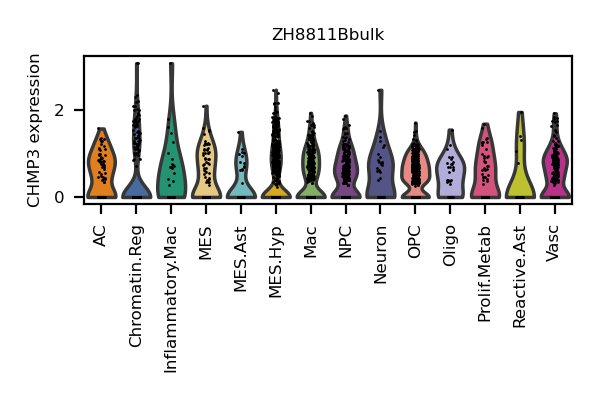 ZH8811Bbulk
CHMP3 expression
2
0
AC
Chromatin.Reg
Inflammatory.Mac
MES
MES.Ast
MES.Hyp
Mac
NPC
Neuron
OPC
Oligo
Prolif.Metab
Reactive.Ast
Vasc